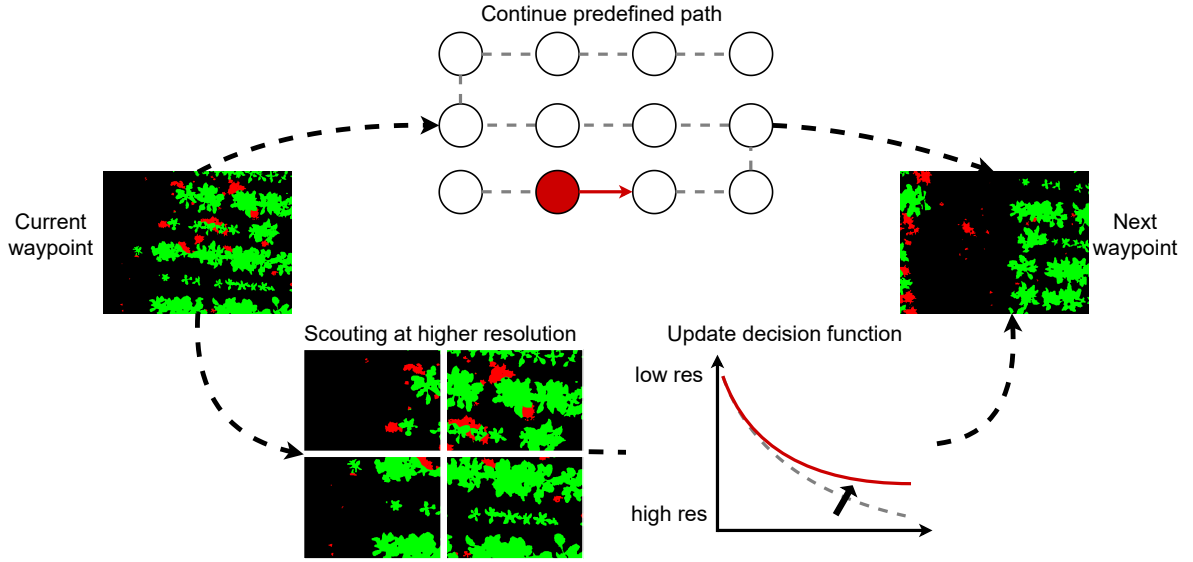 Continue predefined path
Current
waypoint
Next
waypoint
Scouting at higher resolution
Update decision function
low res
high res